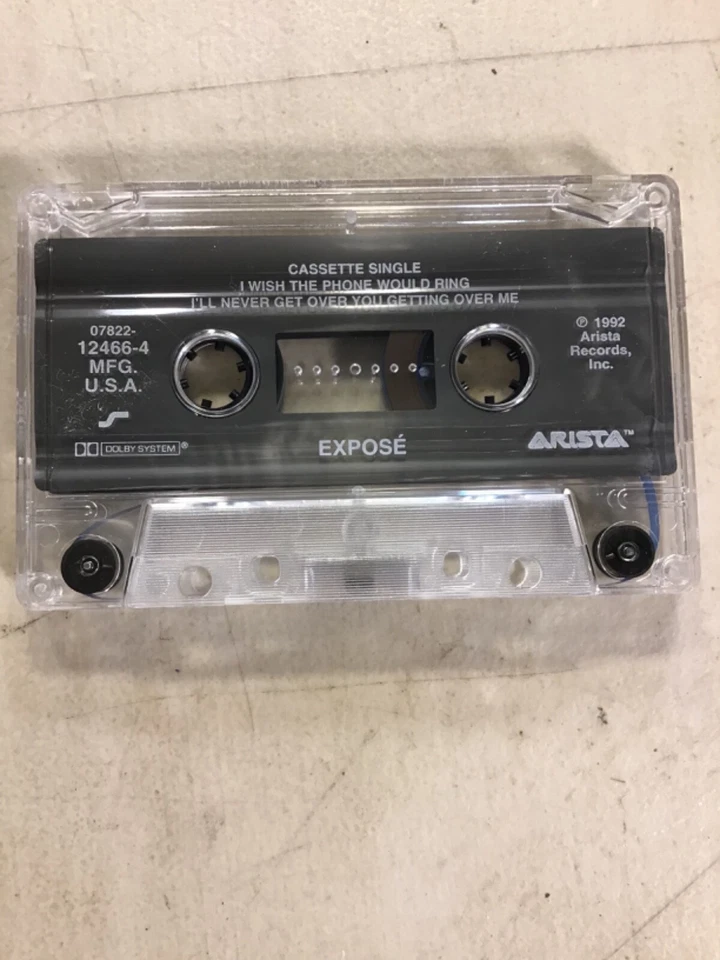 CASSETTE SINGLE
I WISH THE PHONE WOULD RING
I'LL NEVER GET OVER YOU GETTING OVER ME
07822-
12466-4
MFG.
U.S.A.
℗ 1992
Arista
Records,
Inc.
DOLBY SYSTEM®
EXPOSÉ
ARISTA™